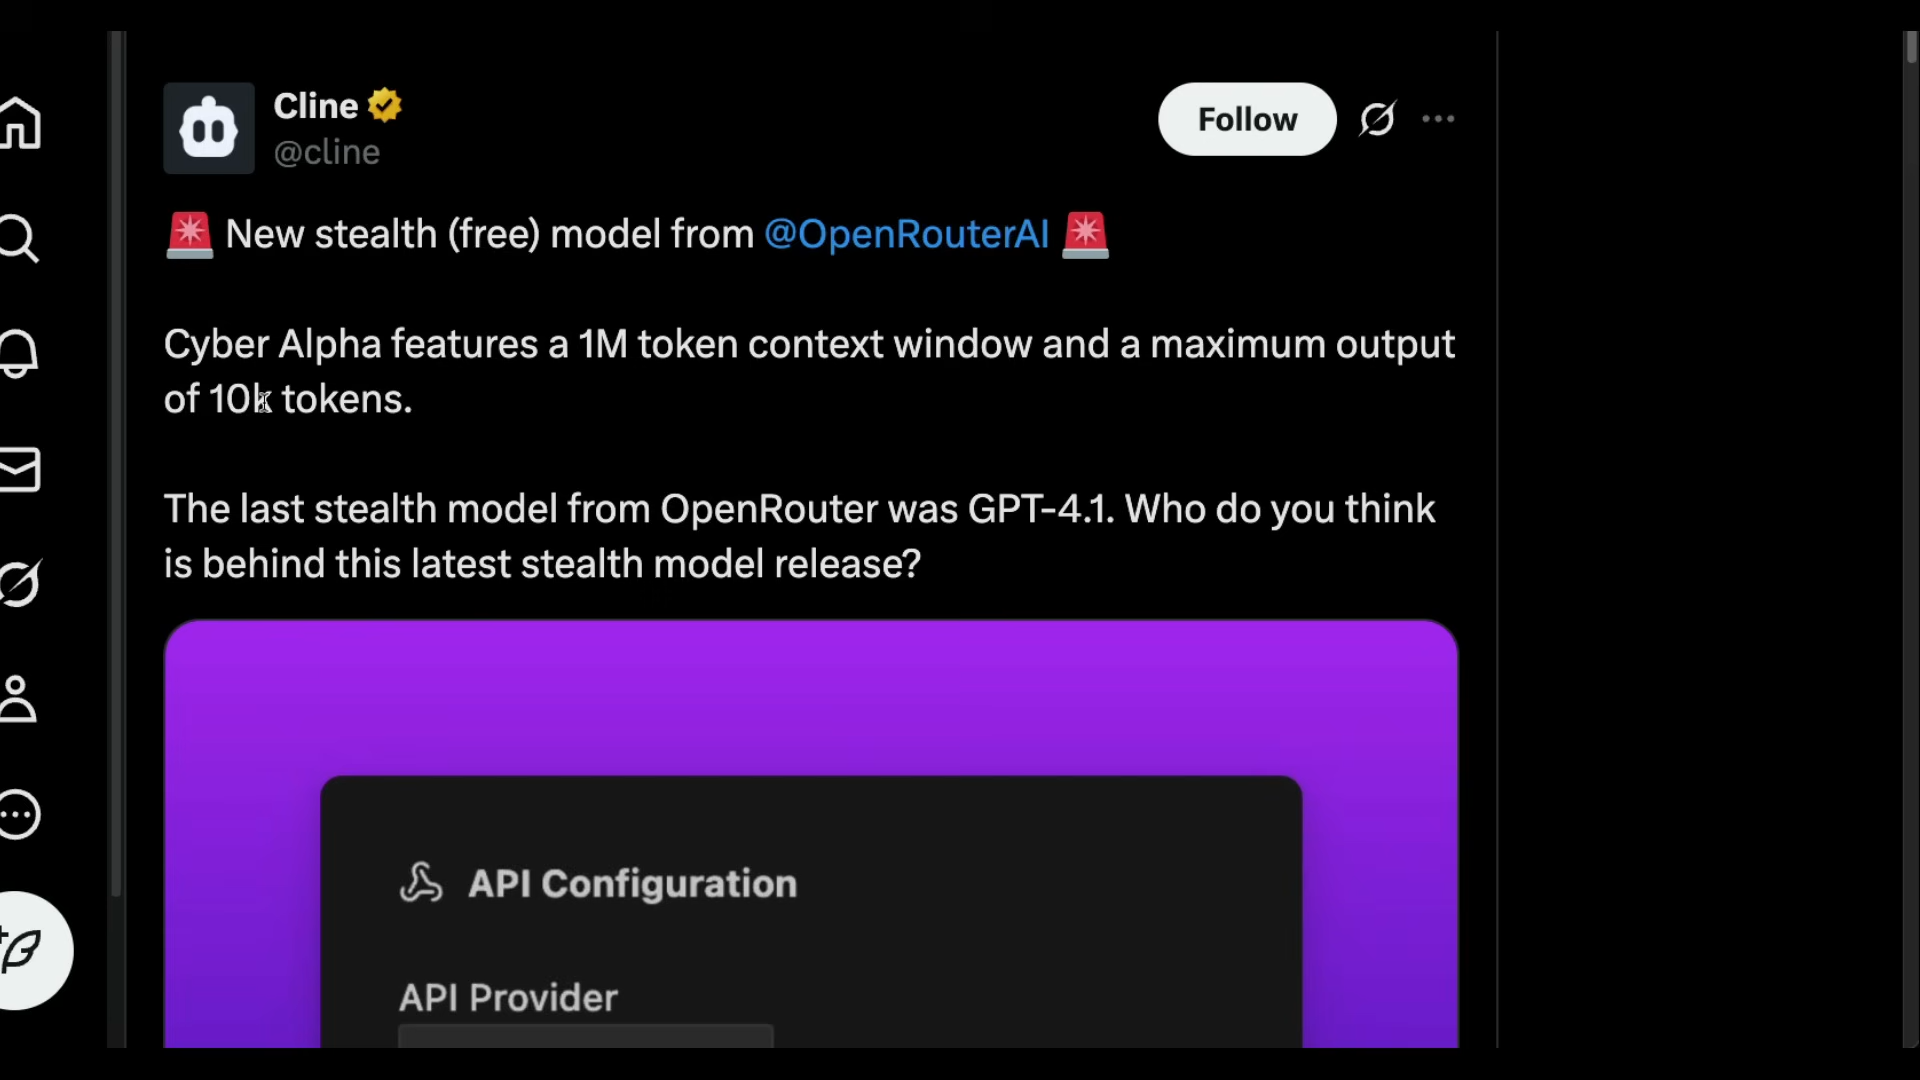 Cline
@cline
Follow
🚨 New stealth (free) model from @OpenRouterAI 🚨
Cyber Alpha features a 1M token context window and a maximum output
of 10k tokens.
The last stealth model from OpenRouter was GPT-4.1. Who do you think
is behind this latest stealth model release?
API Configuration
API Provider